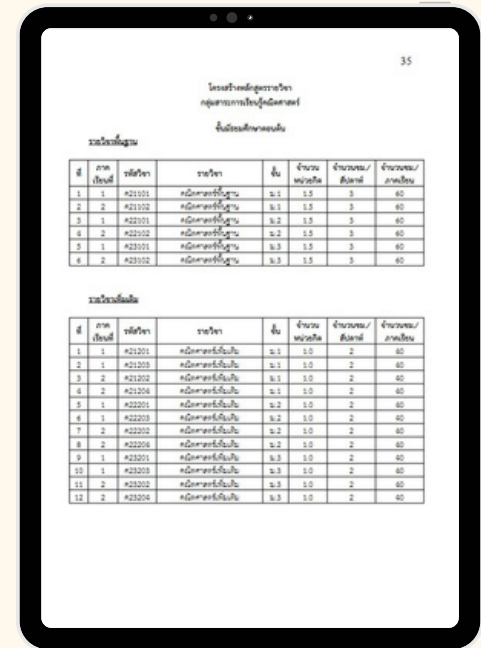 35
โครงสร้างหลักสูตรรายวิชา
กลุ่มสาระการเรียนรู้คณิตศาสตร์
ชั้นมัธยมศึกษาตอนต้น
รายวิชาพื้นฐาน
ที่ ภาคเรียนที่ รหัสวิชา รายวิชา ชั้น จำนวนหน่วยกิต จำนวนชม./สัปดาห์ จำนวนชม./ภาคเรียน
1 1 ค21101 คณิตศาสตร์พื้นฐาน ม.1 1.5 3 60
2 2 ค21102 คณิตศาสตร์พื้นฐาน ม.1 1.5 3 60
3 1 ค22101 คณิตศาสตร์พื้นฐาน ม.2 1.5 3 60
4 2 ค22102 คณิตศาสตร์พื้นฐาน ม.2 1.5 3 60
5 1 ค23101 คณิตศาสตร์พื้นฐาน ม.3 1.5 3 60
6 2 ค23102 คณิตศาสตร์พื้นฐาน ม.3 1.5 3 60
รายวิชาเพิ่มเติม
ที่ ภาคเรียนที่ รหัสวิชา รายวิชา ชั้น จำนวนหน่วยกิต จำนวนชม./สัปดาห์ จำนวนชม./ภาคเรียน
1 1 ค21201 คณิตศาสตร์เพิ่มเติม ม.1 1.0 2 40
2 1 ค21203 คณิตศาสตร์เพิ่มเติม ม.1 1.0 2 40
3 2 ค21202 คณิตศาสตร์เพิ่มเติม ม.1 1.0 2 40
4 2 ค21204 คณิตศาสตร์เพิ่มเติม ม.1 1.0 2 40
5 1 ค22201 คณิตศาสตร์เพิ่มเติม ม.2 1.0 2 40
6 1 ค22203 คณิตศาสตร์เพิ่มเติม ม.2 1.0 2 40
7 2 ค22202 คณิตศาสตร์เพิ่มเติม ม.2 1.0 2 40
8 2 ค22204 คณิตศาสตร์เพิ่มเติม ม.2 1.0 2 40
9 1 ค23201 คณิตศาสตร์เพิ่มเติม ม.3 1.0 2 40
10 1 ค23203 คณิตศาสตร์เพิ่มเติม ม.3 1.0 2 40
11 2 ค23202 คณิตศาสตร์เพิ่มเติม ม.3 1.0 2 40
12 2 ค23204 คณิตศาสตร์เพิ่มเติม ม.3 1.0 2 40